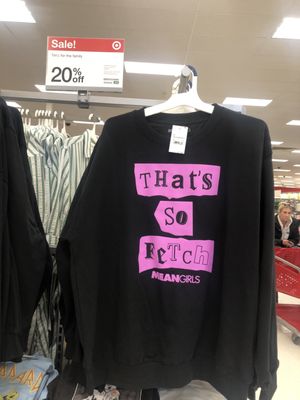 Sale!
20%
off
THat's
so
FeTcH
MEAN GIRLS